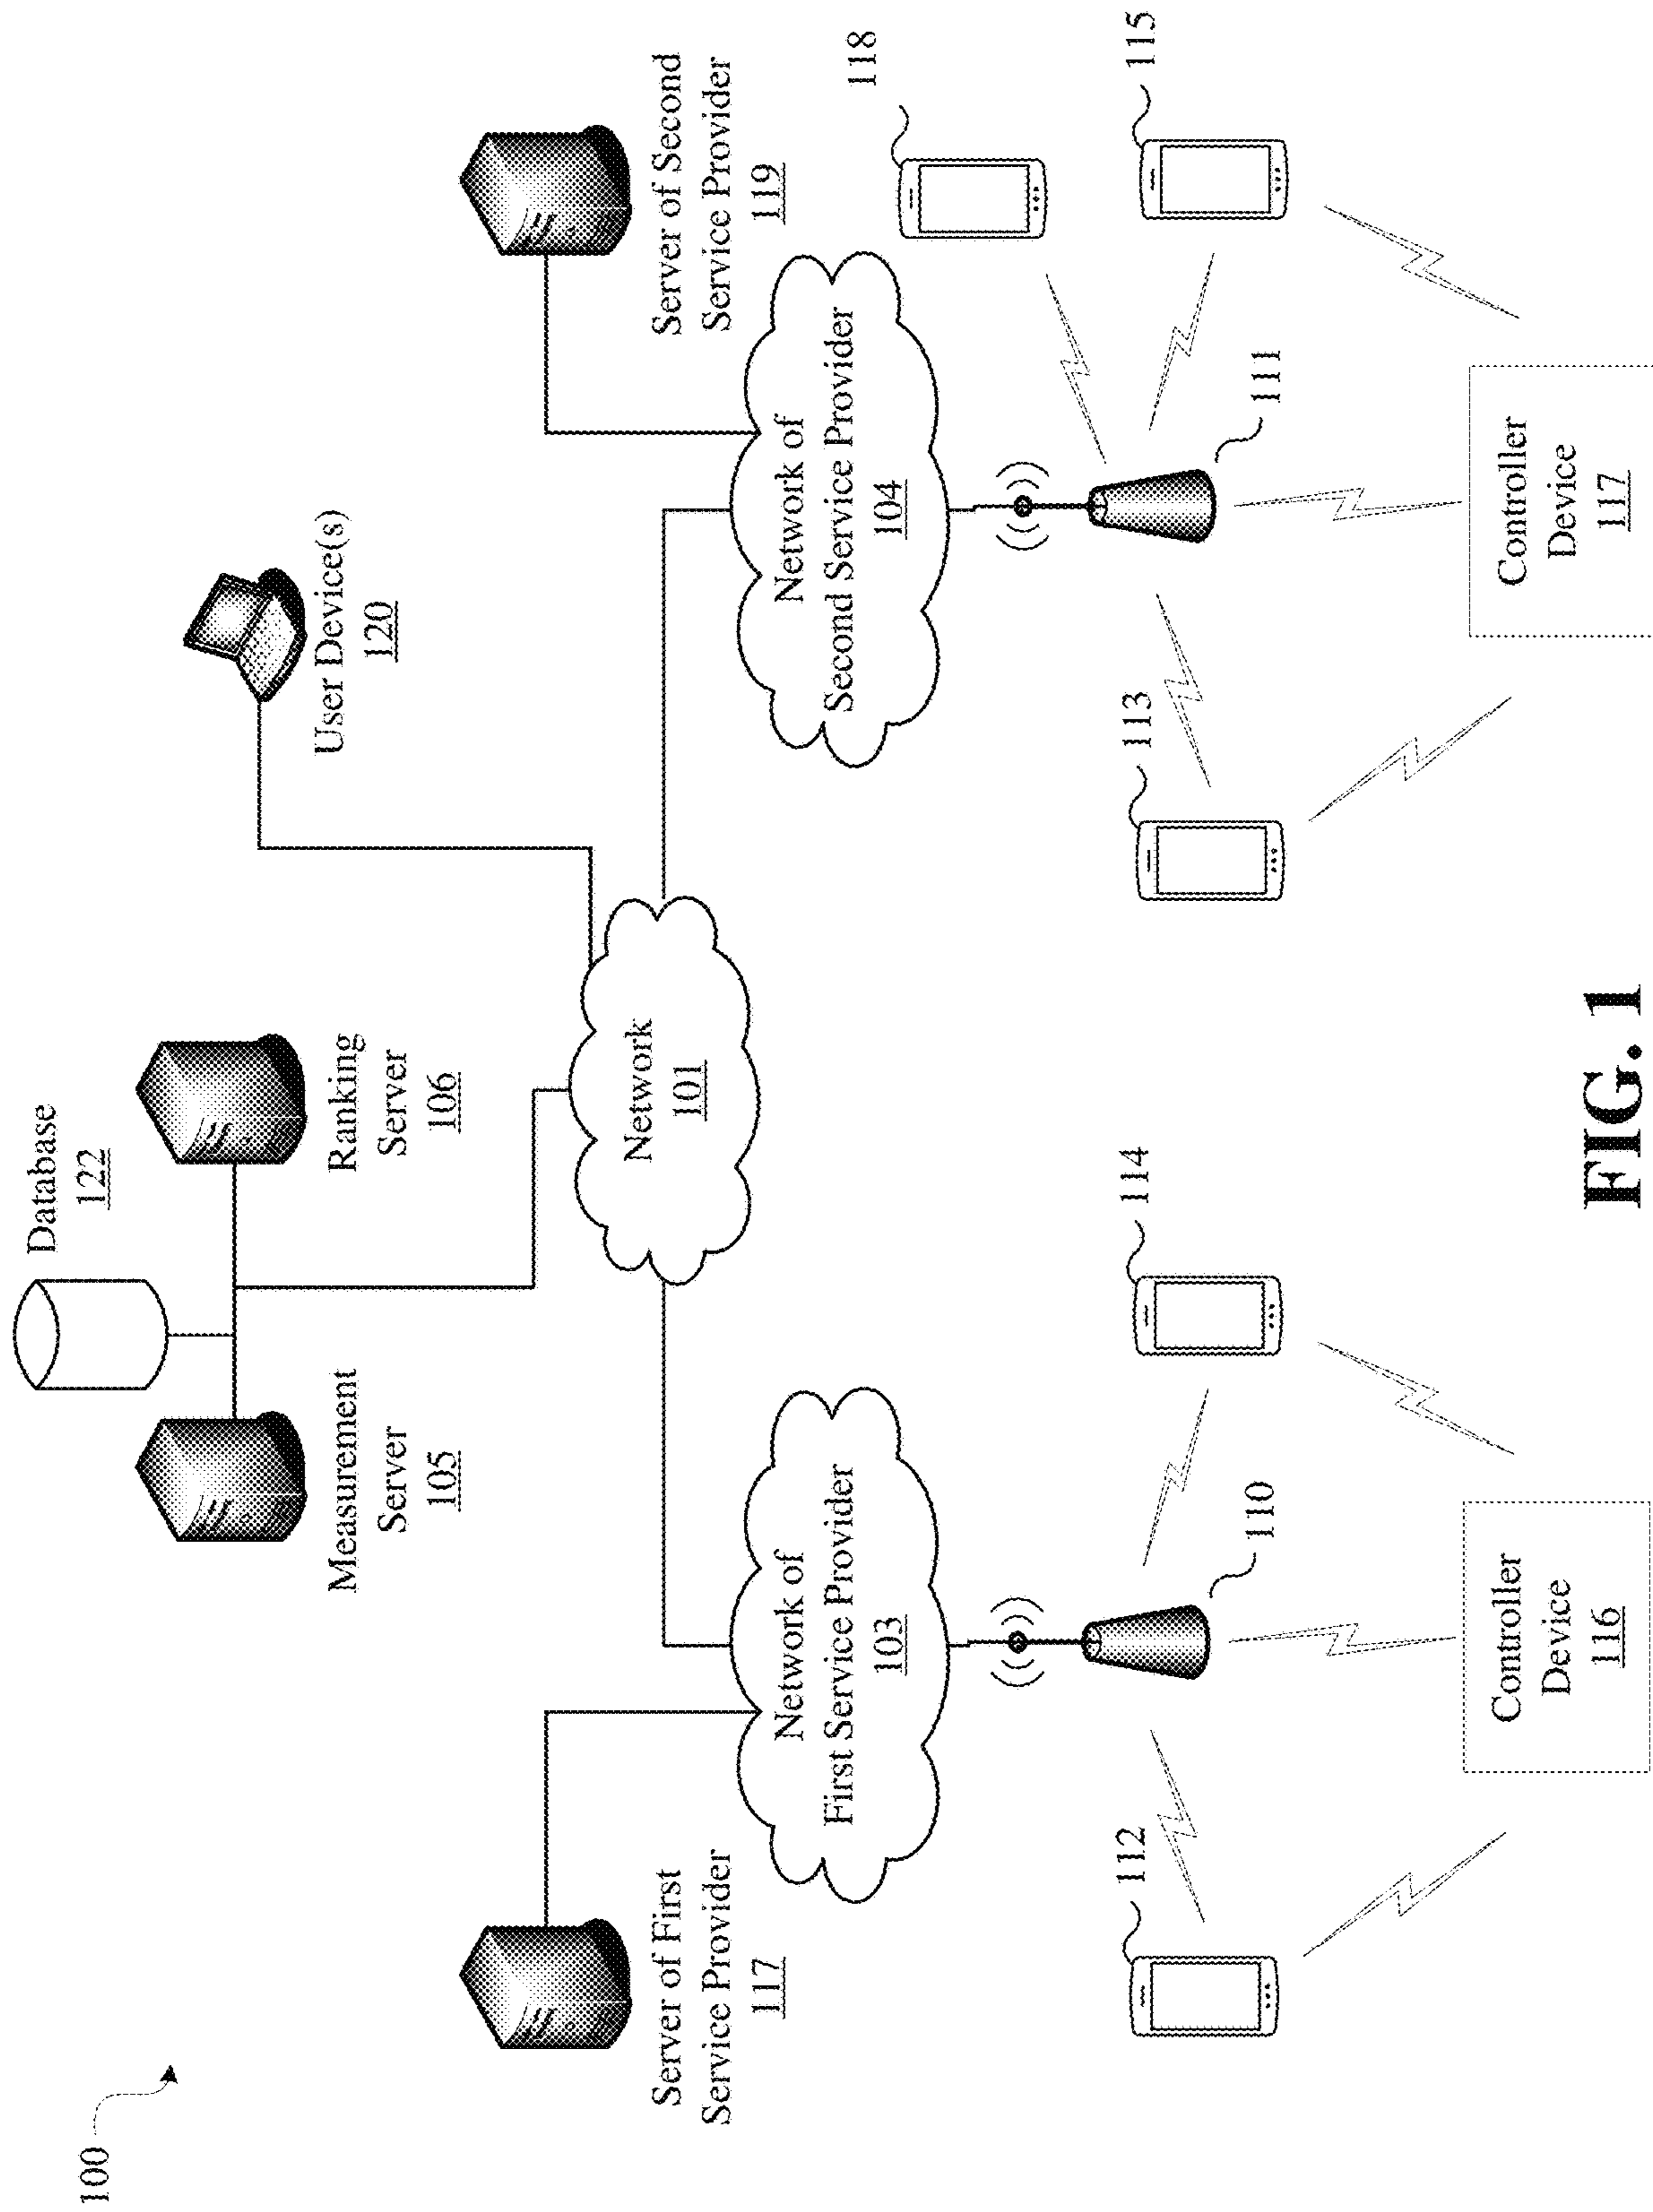 100
Database
122
Measurement
Server
105
Ranking
Server
106
User Device(s)
120
Server of First
Service Provider
117
Network
101
Server of Second
Service Provider
119
Network of
First Service Provider
103
Network of
Second Service Provider
104
118
112
110
114
113
111
115
Controller
Device
116
Controller
Device
117
FIG. 1